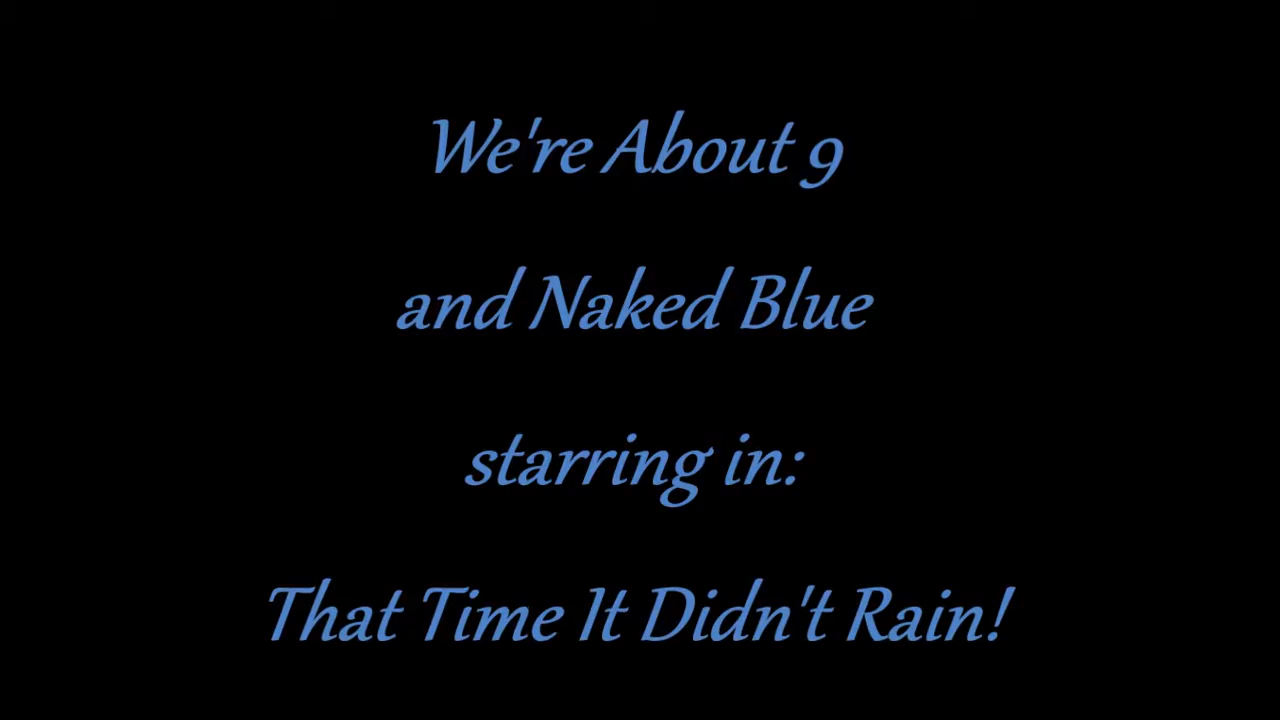 We're About 9
and Naked Blue
starring in:
That Time It Didn't Rain!